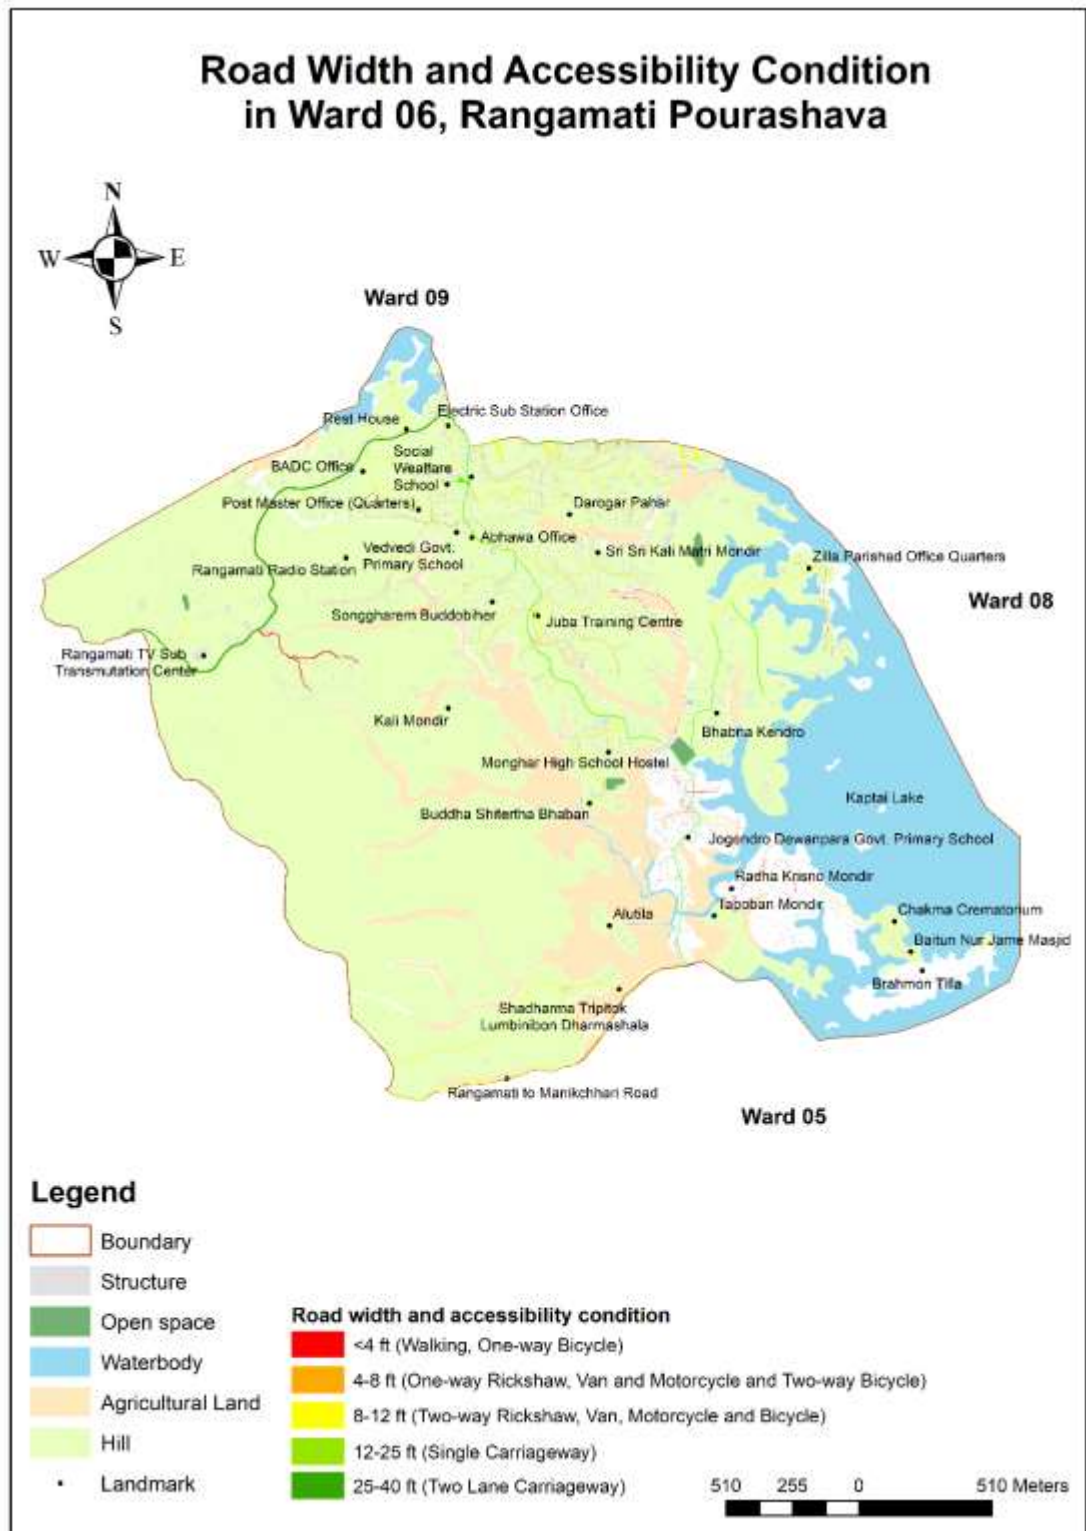 Road Width and Accessibility Condition
in Ward 06, Rangamati Pourashava
N
W
E
S
Ward 09
Rest House
Electric Sub Station Office
BADC Office
Social
Wealfare
School
Post Master Office (Quarters)
Darogar Pahar
Abhawa Office
Vedvedi Govt.
Primary School
Sri Sri Kali Matri Mondir
Zilla Parished Office Quarters
Rangamati Radio Station
Ward 08
Songgharem Buddobiher
Juba Training Centre
Rangamati TV Sub
Transmutation Center
Kali Mondir
Bhabna Kendro
Monghar High School Hostel
Kaptai Lake
Buddha Shitertha Bhaban
Jogendro Dewanpara Govt. Primary School
Radha Krisno Mondir
Taboban Mondir
Alutila
Chakma Crematorium
Baitun Nur Jame Masjid
Brahmon Tilla
Shadhanma Tripitok
Lumbinibon Dharmashala
Rangamati to Manikchhari Road
Ward 05
Legend
Boundary
Structure
Open space
Waterbody
Agricultural Land
Hill
Landmark
Road width and accessibility condition
<4 ft (Walking, One-way Bicycle)
4-8 ft (One-way Rickshaw, Van and Motorcycle and Two-way Bicycle)
8-12 ft (Two-way Rickshaw, Van, Motorcycle and Bicycle)
12-25 ft (Single Carriageway)
25-40 ft (Two Lane Carriageway)
510 255 0 510 Meters